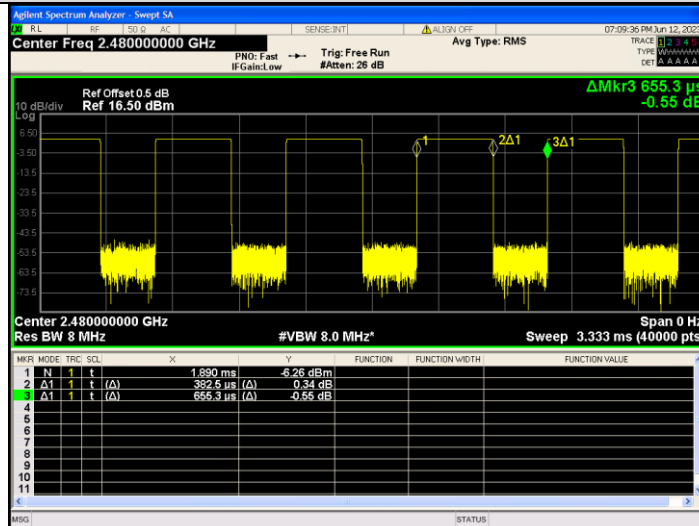 Agilent Spectrum Analyzer - Swept SA
RL RF 50 Ω AC SENSE:INT ALIGN OFF 07:09:36 PM Jun 12, 2023
Center Freq 2.480000000 GHz
Avg Type: RMS
TRACE 1 2 3 4 5
TYPE
DET A A A A A
PNO: Fast
IFGain:Low
Trig: Free Run
#Atten: 26 dB
ΔMkr3 655.3 µs
-0.55 dB
Ref Offset 0.5 dB
10 dB/div Ref 16.50 dBm
Log
6.50
-3.50
-13.5
-23.5
-33.5
-43.5
-53.5
-63.5
-73.5
1
2Δ1
3Δ1
Center 2.480000000 GHz Span 0 Hz
Res BW 8 MHz #VBW 8.0 MHz* Sweep 3.333 ms (40000 pts
MKR MODE TRC SCL X Y FUNCTION FUNCTION WIDTH FUNCTION VALUE
1 N 1 t 1.890 ms -6.26 dBm
2 Δ1 1 t (Δ) 382.5 µs (Δ) 0.34 dB
3 Δ1 1 t (Δ) 655.3 µs (Δ) -0.55 dB
4
5
6
7
8
9
10
11
MSG STATUS